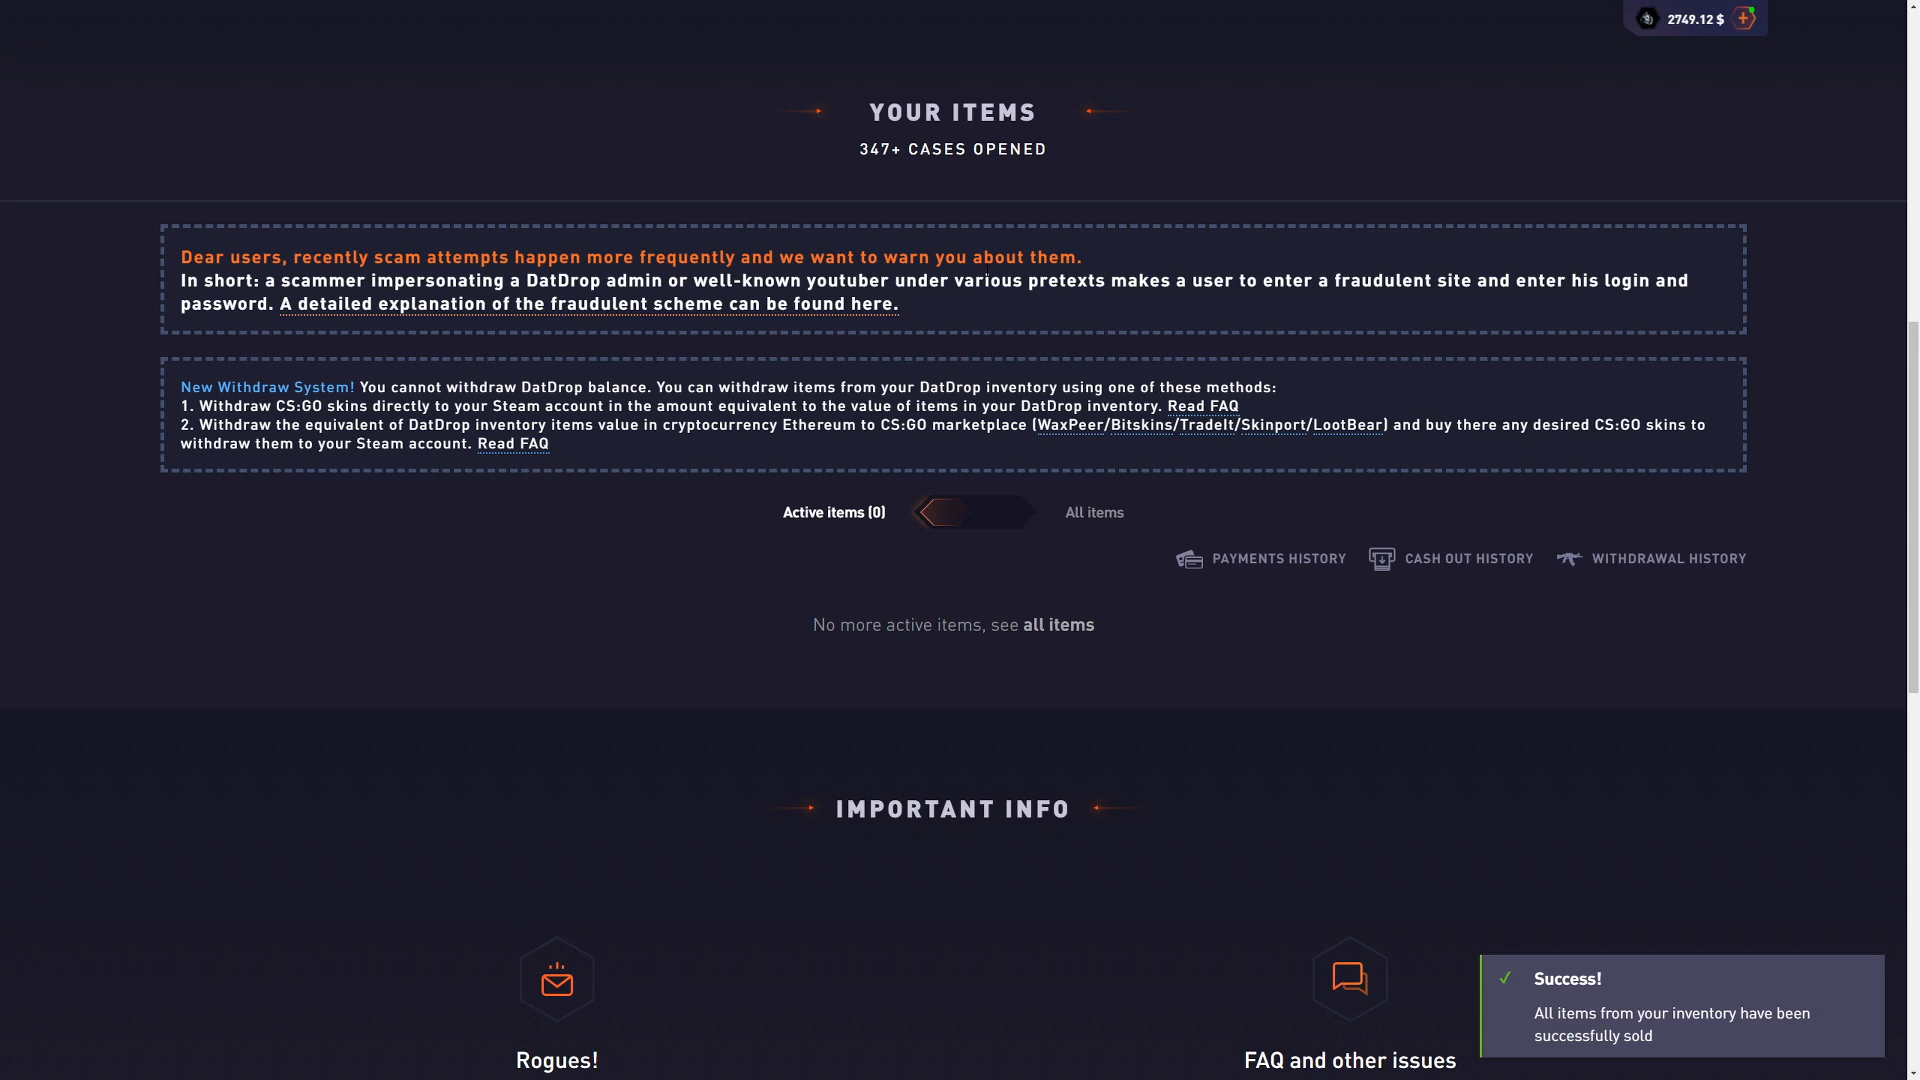 2749.12 $
YOUR ITEMS
347+ CASES OPENED
Dear users, recently scam attempts happen more frequently and we want to warn you about them.
In short: a scammer impersonating a DatDrop admin or well-known youtuber under various pretexts makes a user to enter a fraudulent site and enter his login and
password. A detailed explanation of the fraudulent scheme can be found here.
New Withdraw System! You cannot withdraw DatDrop balance. You can withdraw items from your DatDrop inventory using one of these methods:
1. Withdraw CS:GO skins directly to your Steam account in the amount equivalent to the value of items in your DatDrop inventory. Read FAQ
2. Withdraw the equivalent of DatDrop inventory items value in cryptocurrency Ethereum to CS:GO marketplace (WaxPeer/Bitskins/TradeIt/Skinport/LootBear) and buy there any desired CS:GO skins to
withdraw them to your Steam account. Read FAQ
Active items (0) All items
PAYMENTS HISTORY CASH OUT HISTORY WITHDRAWAL HISTORY
No more active items, see all items
IMPORTANT INFO
Success!
All items from your inventory have been
successfully sold
Rogues! FAQ and other issues